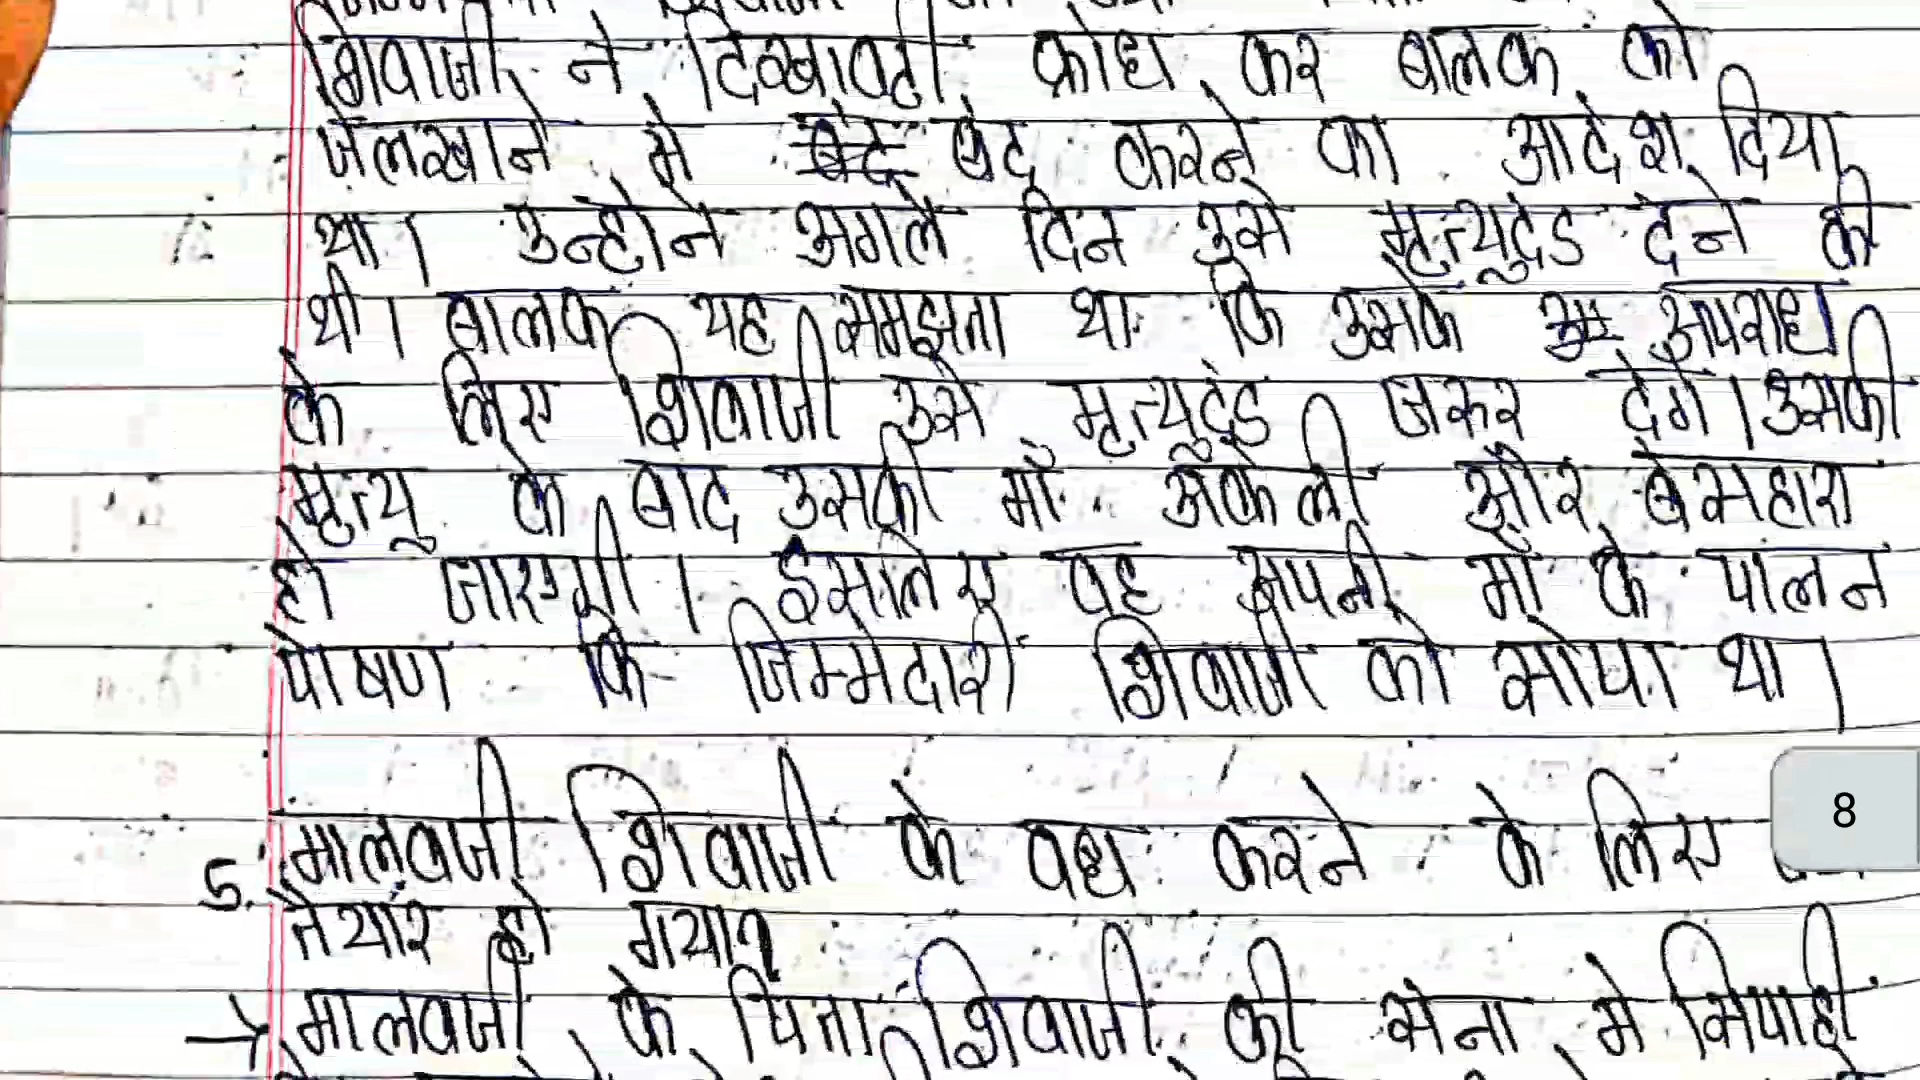 शिवाजी ने दिखावटी क्रोध कर बालक को
जेलखाने मे बंद करने का आदेश दिया
था। उन्होने अगले दिन उसे मृत्युदंड देने की
थी। बालक यह समझता था कि उसके अपराध
के लिए शिवाजी उसे मृत्युदंड जरूर देगे। उसकी
मृत्यु के बाद उसकी माँ अकेली और बेसहारा
हो जाएगी। इसलिए वह अपनी माँ के पालन
पोषण कि जिम्मेदारी शिवाजी को सोपा था।
मालवजी शिवाजी के वध करने के लिए
5. तैयार हो गया?
→ मालवजी के पिता शिवाजी की सेना मे सिपाही
8